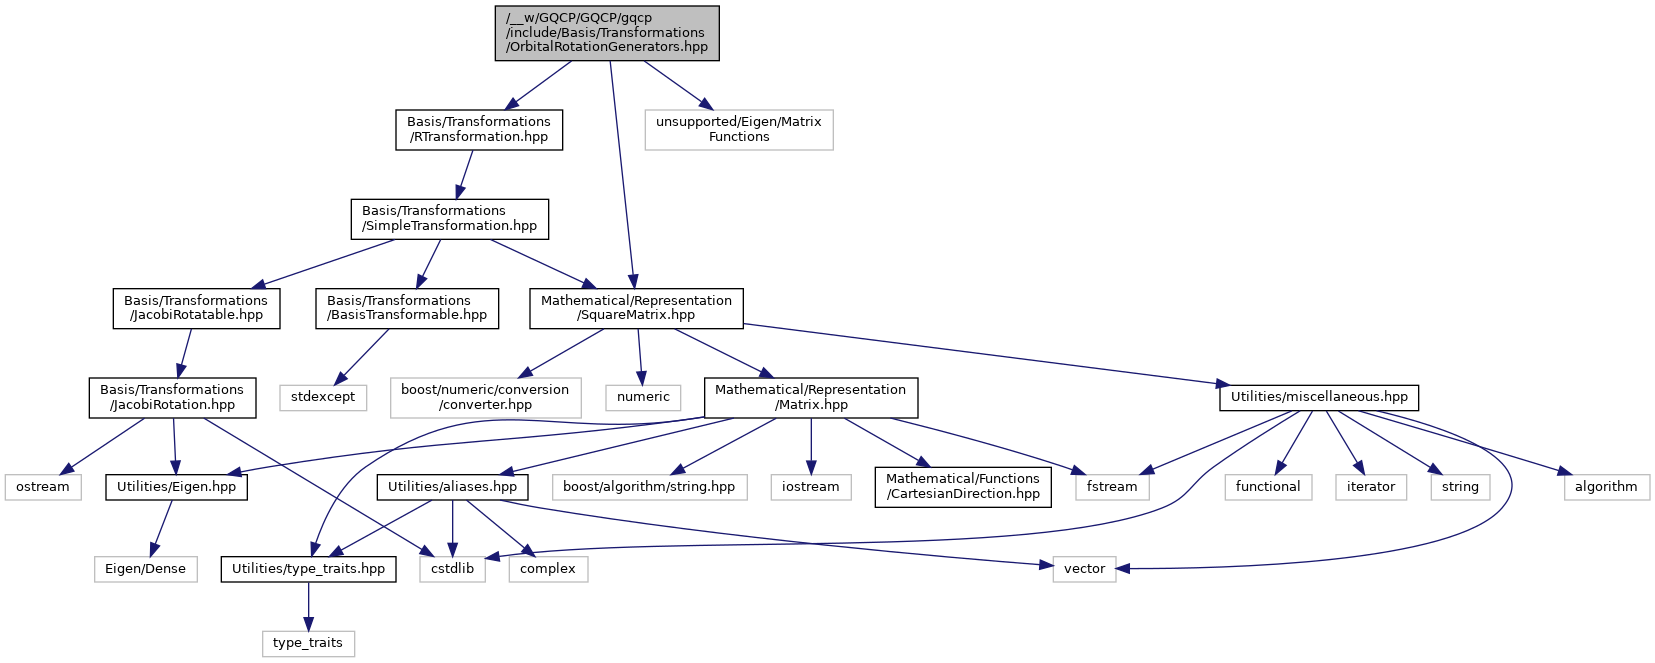 /__w/GQCP/GQCP/gqcp
/include/Basis/Transformations
/OrbitalRotationGenerators.hpp
Basis/Transformations
/RTransformation.hpp
unsupported/Eigen/Matrix
Functions
Basis/Transformations
/SimpleTransformation.hpp
Basis/Transformations
/JacobiRotatable.hpp
Basis/Transformations
/BasisTransformable.hpp
Mathematical/Representation
/SquareMatrix.hpp
Basis/Transformations
/JacobiRotation.hpp
stdexcept
boost/numeric/conversion
/converter.hpp
numeric
Mathematical/Representation
/Matrix.hpp
Utilities/miscellaneous.hpp
ostream
Utilities/Eigen.hpp
Utilities/aliases.hpp
boost/algorithm/string.hpp
iostream
Mathematical/Functions
/CartesianDirection.hpp
fstream
functional
iterator
string
algorithm
Eigen/Dense
Utilities/type_traits.hpp
cstdlib
complex
vector
type_traits